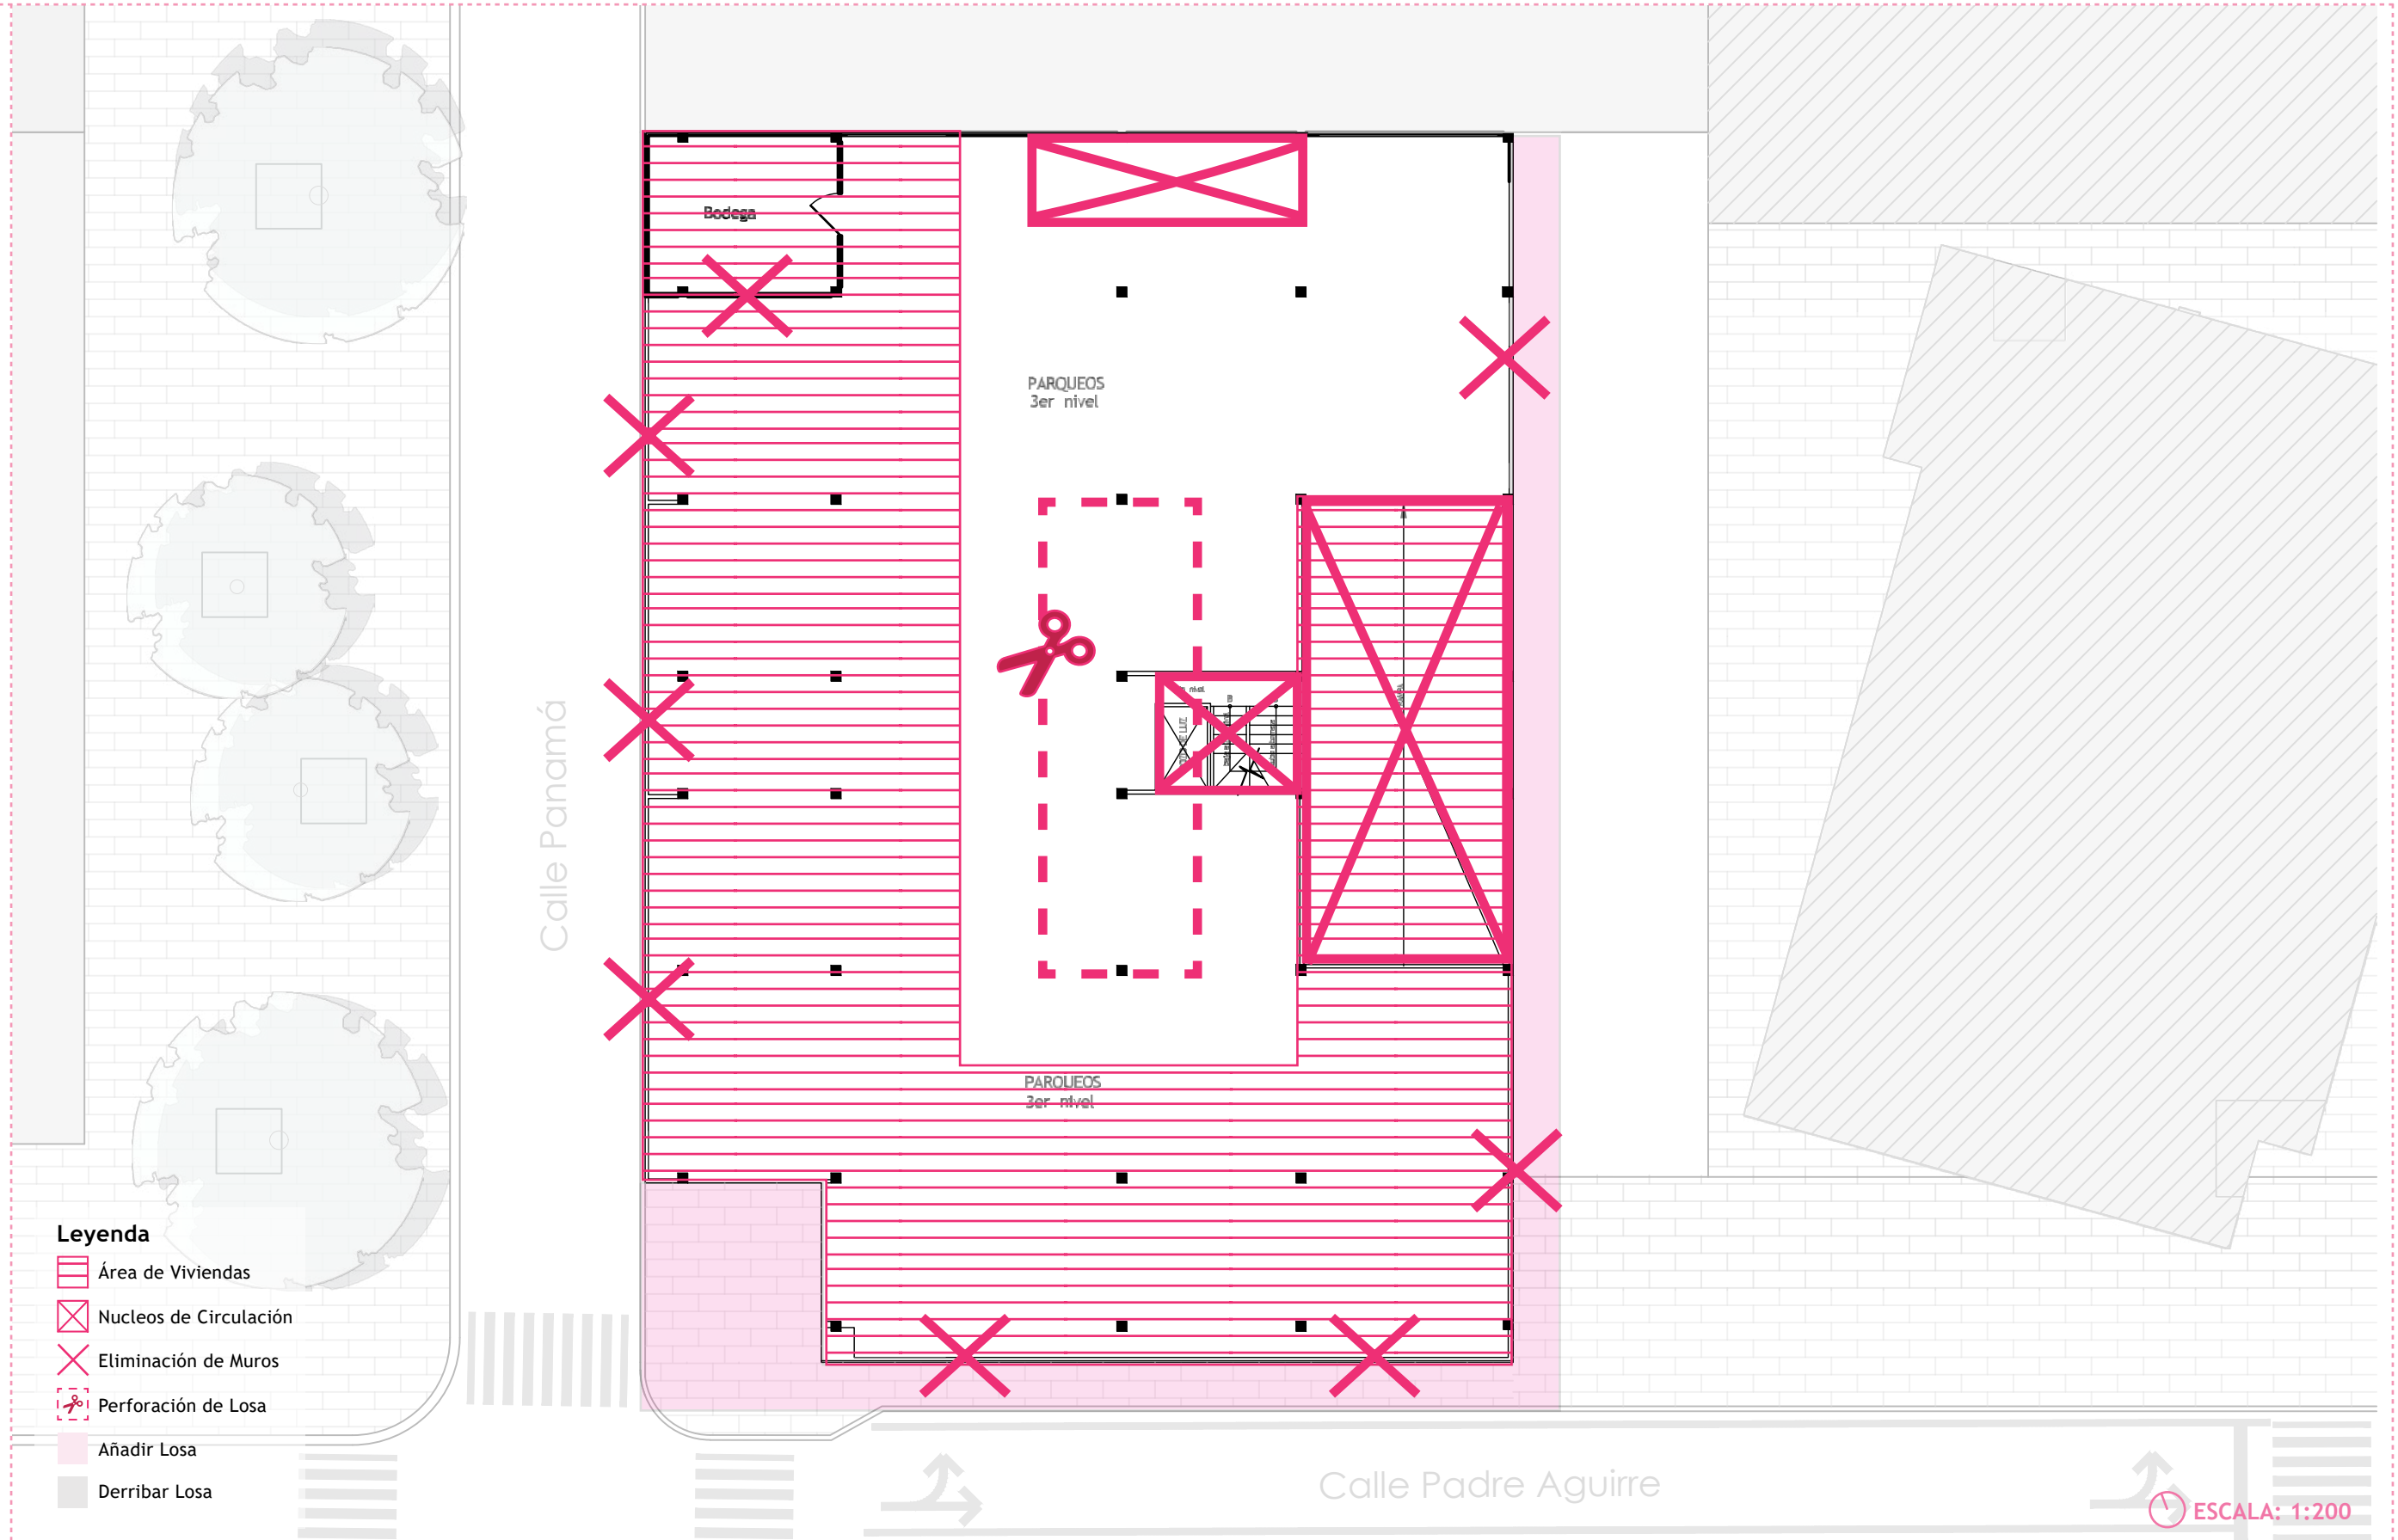 Bodega
PARQUEOS
3er nivel
nivel
Calle Panamá
PARQUEOS
3er nivel
Leyenda
Área de Viviendas
Nucleos de Circulación
Eliminación de Muros
Perforación de Losa
Añadir Losa
Derribar Losa
Calle Padre Aguirre
ESCALA: 1:200